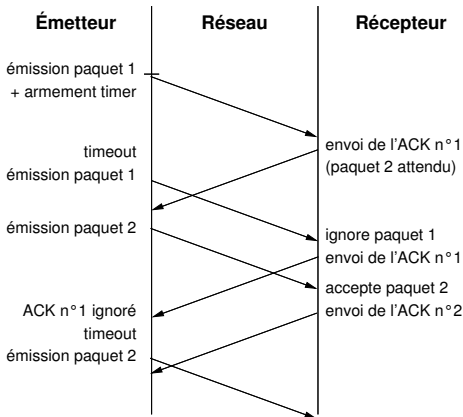 Émetteur Réseau Récepteur
émission paquet 1
+ armement timer
envoi de l'ACK n°1
(paquet 2 attendu)
timeout
émission paquet 1
émission paquet 2
ignore paquet 1
envoi de l'ACK n°1
accepte paquet 2
envoi de l'ACK n°2
ACK n°1 ignoré
timeout
émission paquet 2